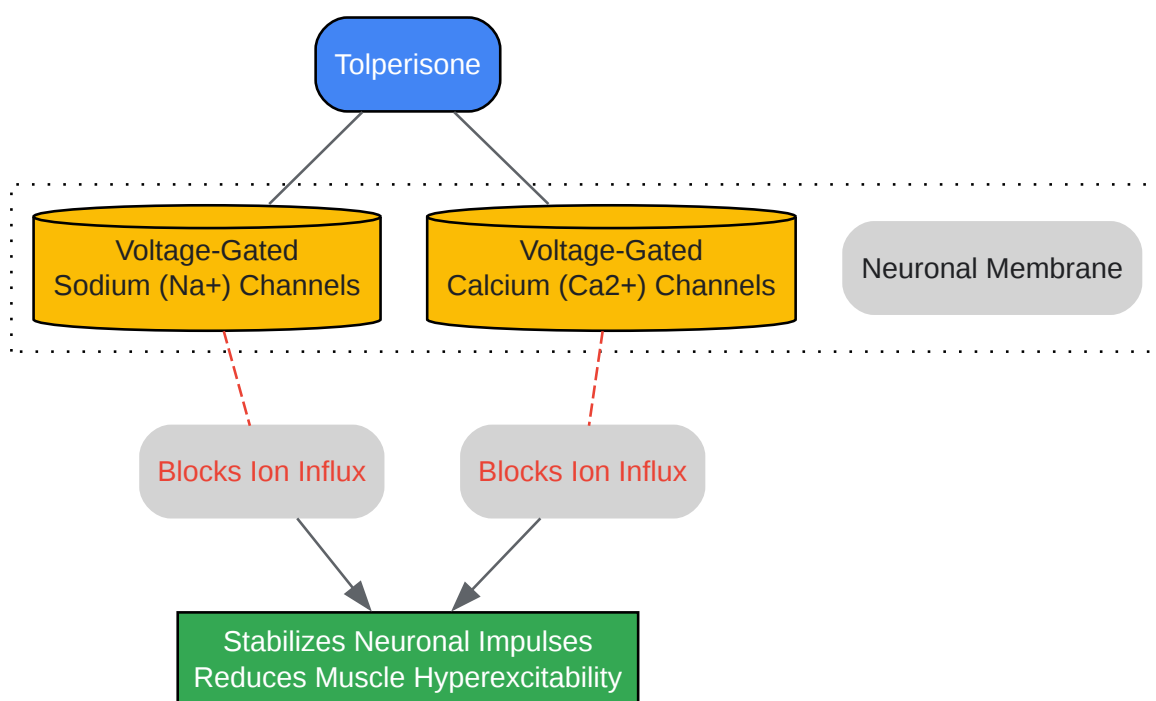 Tolperisone
Voltage-Gated
Sodium (Na+) Channels
Voltage-Gated
Calcium (Ca2+) Channels
Neuronal Membrane
Blocks Ion Influx
Blocks Ion Influx
Stabilizes Neuronal Impulses
Reduces Muscle Hyperexcitability